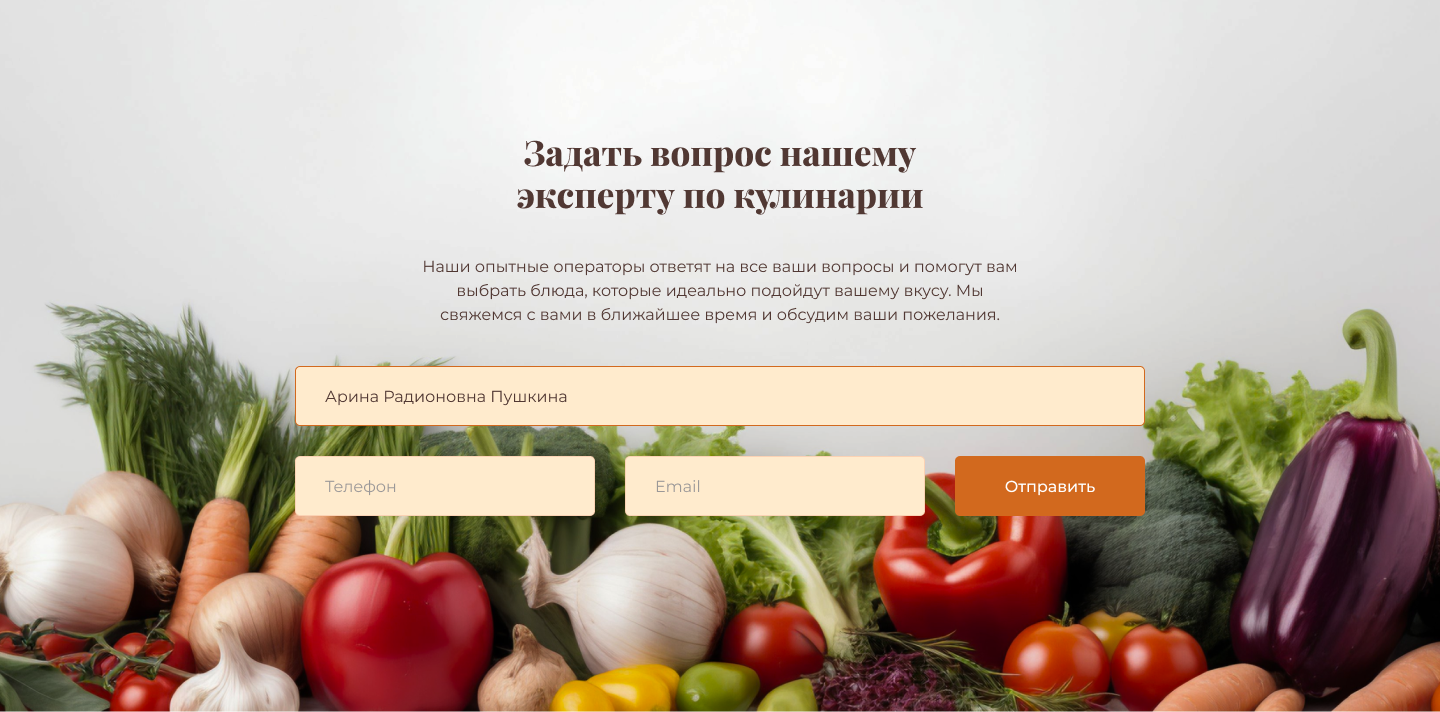 Задать вопрос нашему
эксперту по кулинарии
Наши опытные операторы ответят на все ваши вопросы и помогут вам
выбрать блюда, которые идеально подойдут вашему вкусу. Мы
свяжемся с вами в ближайшее время и обсудим ваши пожелания.
Арина Радионовна Пушкина
Телефон
Email
Отправить